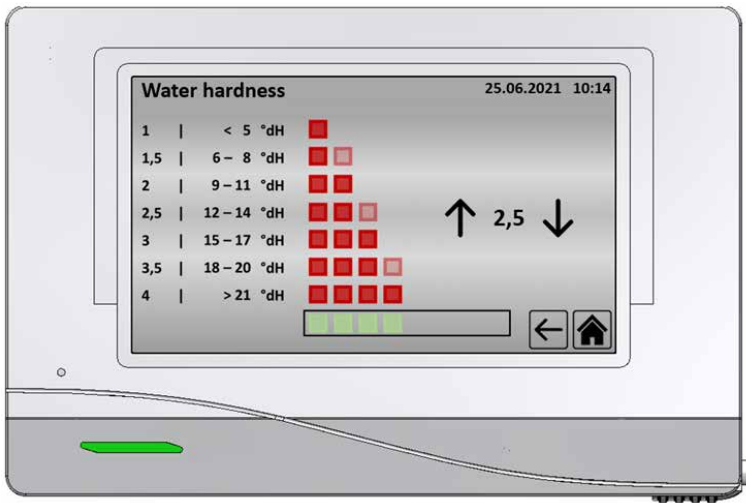 Water hardness 25.06.2021 10:14
1 | < 5 °dH
1,5 | 6 – 8 °dH
2 | 9 – 11 °dH
2,5 | 12 – 14 °dH
3 | 15 – 17 °dH
3,5 | 18 – 20 °dH
4 | > 21 °dH
↑ 2,5 ↓